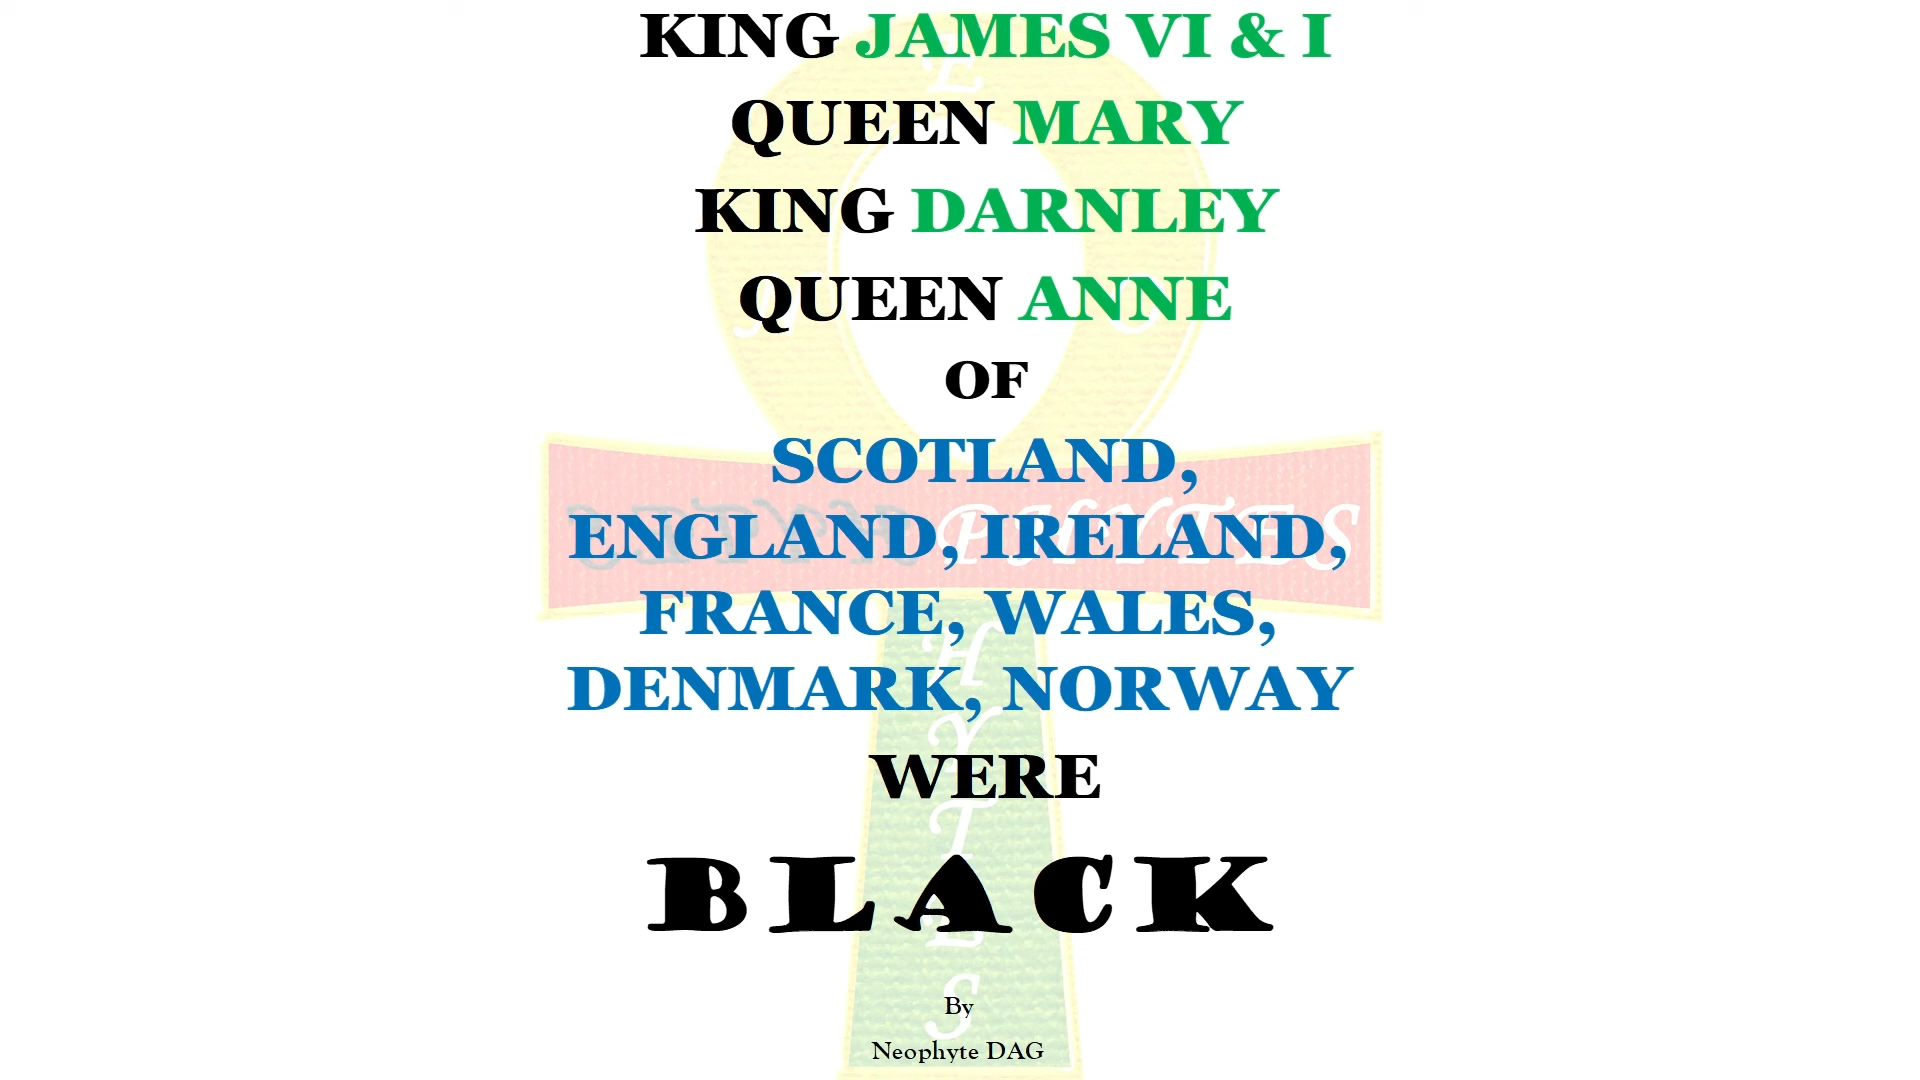 KING JAMES VI & I
QUEEN MARY
KING DARNLEY
QUEEN ANNE
OF
SCOTLAND,
ENGLAND, IRELAND,
FRANCE, WALES,
DENMARK, NORWAY
WERE
BLACK
By
Neophyte DAG